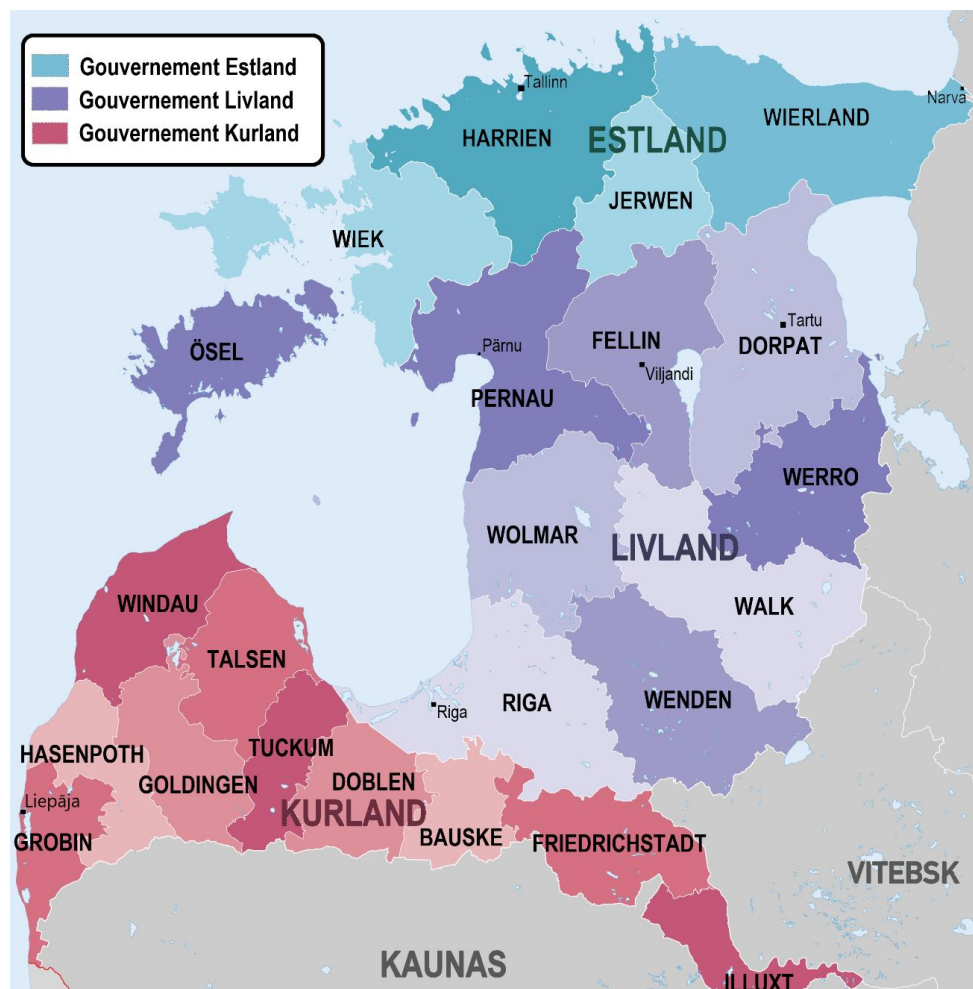 Gouvernement Estland
Gouvernement Livland
Gouvernement Kurland
Tallinn
Narva
HARRIEN
ESTLAND
WIERLAND
JERWEN
WIEK
ÖSEL
Pärnu
FELLIN
Tartu
DORPAT
Viljandi
PERNAU
WERRO
WOLMAR
LIVLAND
WINDAU
WALK
TALSEN
RIGA
WENDEN
Riga
HASENPOTH
TUCKUM
GOLDINGEN
DOBLEN
Liepāja
KURLAND
GROBIN
BAUSKE
FRIEDRICHSTADT
VITEBSK
KAUNAS
ILLUXT